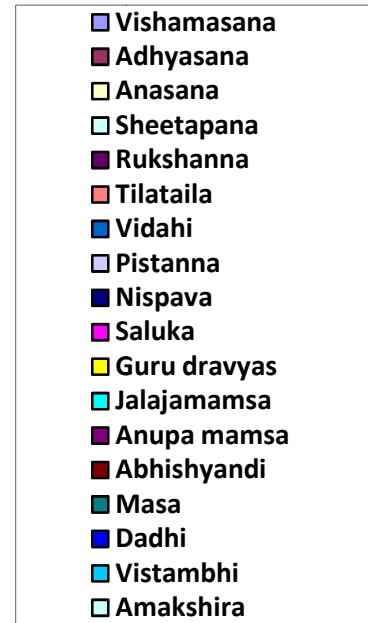 Vishamasana
Adhyasana
Anasana
Sheetapana
Rukshanna
Tilataila
Vidahi
Pistanna
Nispava
Saluka
Guru dravyas
Jalajamamsa
Anupa mamsa
Abhishyandi
Masa
Dadhi
Vistambhi
Amakshira